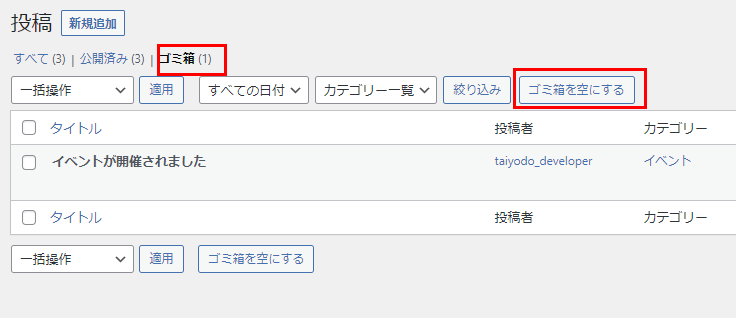 投稿 新規追加
すべて (3) | 公開済み (3) | ゴミ箱 (1)
一括操作 適用 すべての日付 カテゴリー一覧 絞り込み ゴミ箱を空にする
タイトル 投稿者 カテゴリー
イベントが開催されました taiyodo_developer イベント
タイトル 投稿者 カテゴリー
一括操作 適用 ゴミ箱を空にする